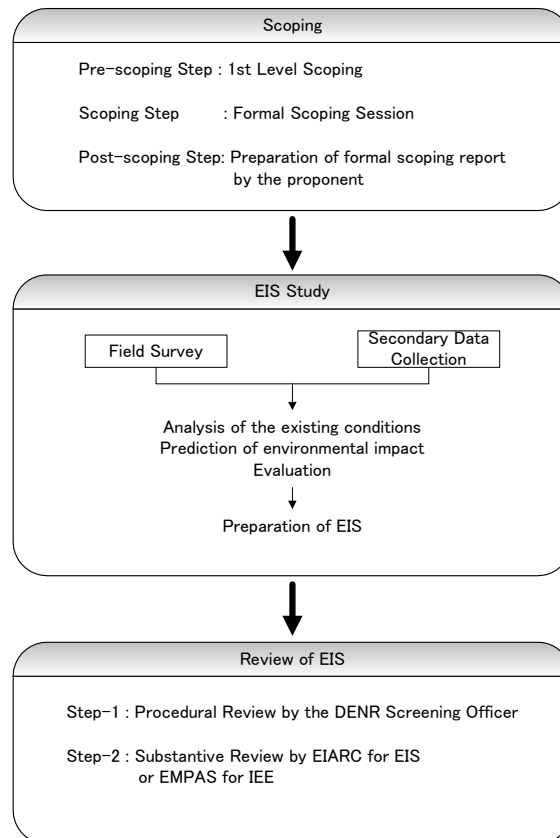 Scoping
Pre-scoping Step : 1st Level Scoping
Scoping Step : Formal Scoping Session
Post-scoping Step: Preparation of formal scoping report
by the proponent
EIS Study
Field Survey
Secondary Data
Collection
Analysis of the existing conditions
Prediction of environmental impact
Evaluation
Preparation of EIS
Review of EIS
Step-1 : Procedural Review by the DENR Screening Officer
Step-2 : Substantive Review by EIARC for EIS
or EMPAS for IEE